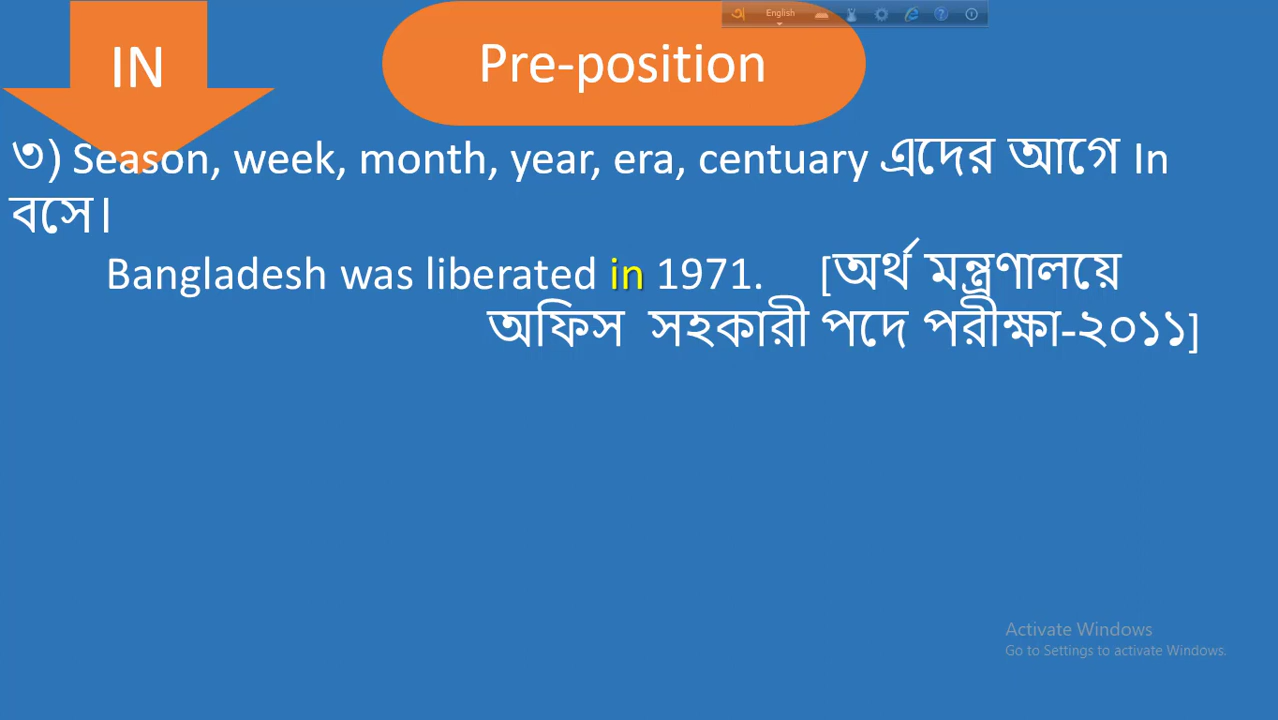 English
IN
Pre-position
৩) Season, week, month, year, era, centuary এদের আগে In
বসে।
Bangladesh was liberated in 1971. [অর্থ মন্ত্রণালয়ে
অফিস সহকারী পদে পরীক্ষা-২০১১]
Activate Windows
Go to Settings to activate Windows.